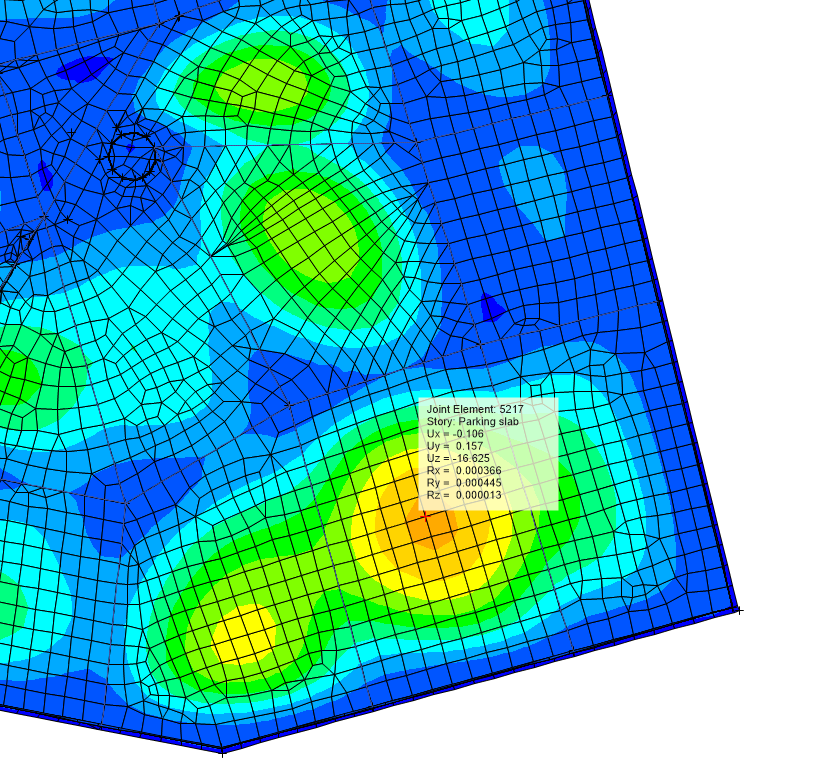 Joint Element: 5217
Story: Parking slab
Ux = -0.106
Uy = 0.157
Uz = -16.625
Rx = 0.000366
Ry = 0.000445
Rz = 0.000013